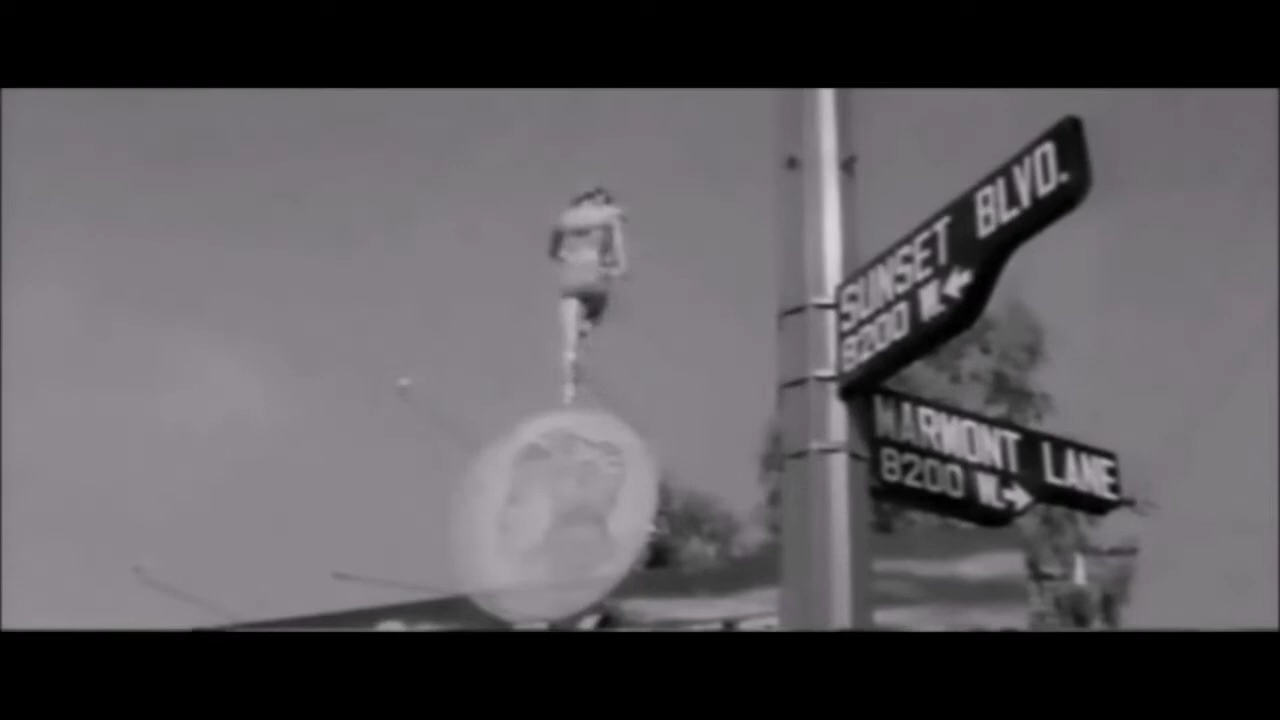 SUNSET BLVD.
8200 W. ←
MARMONT LANE
8200 W. →